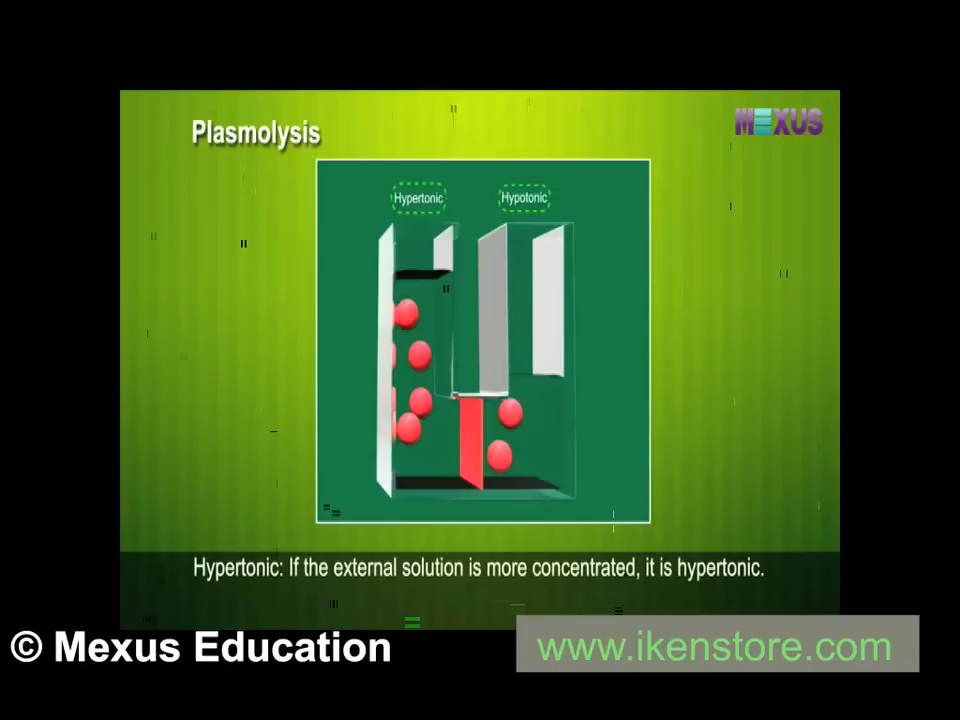 Plasmolysis
MEXUS
Hypertonic
Hypotonic
Hypertonic: If the external solution is more concentrated, it is hypertonic.
© Mexus Education
www.ikenstore.com